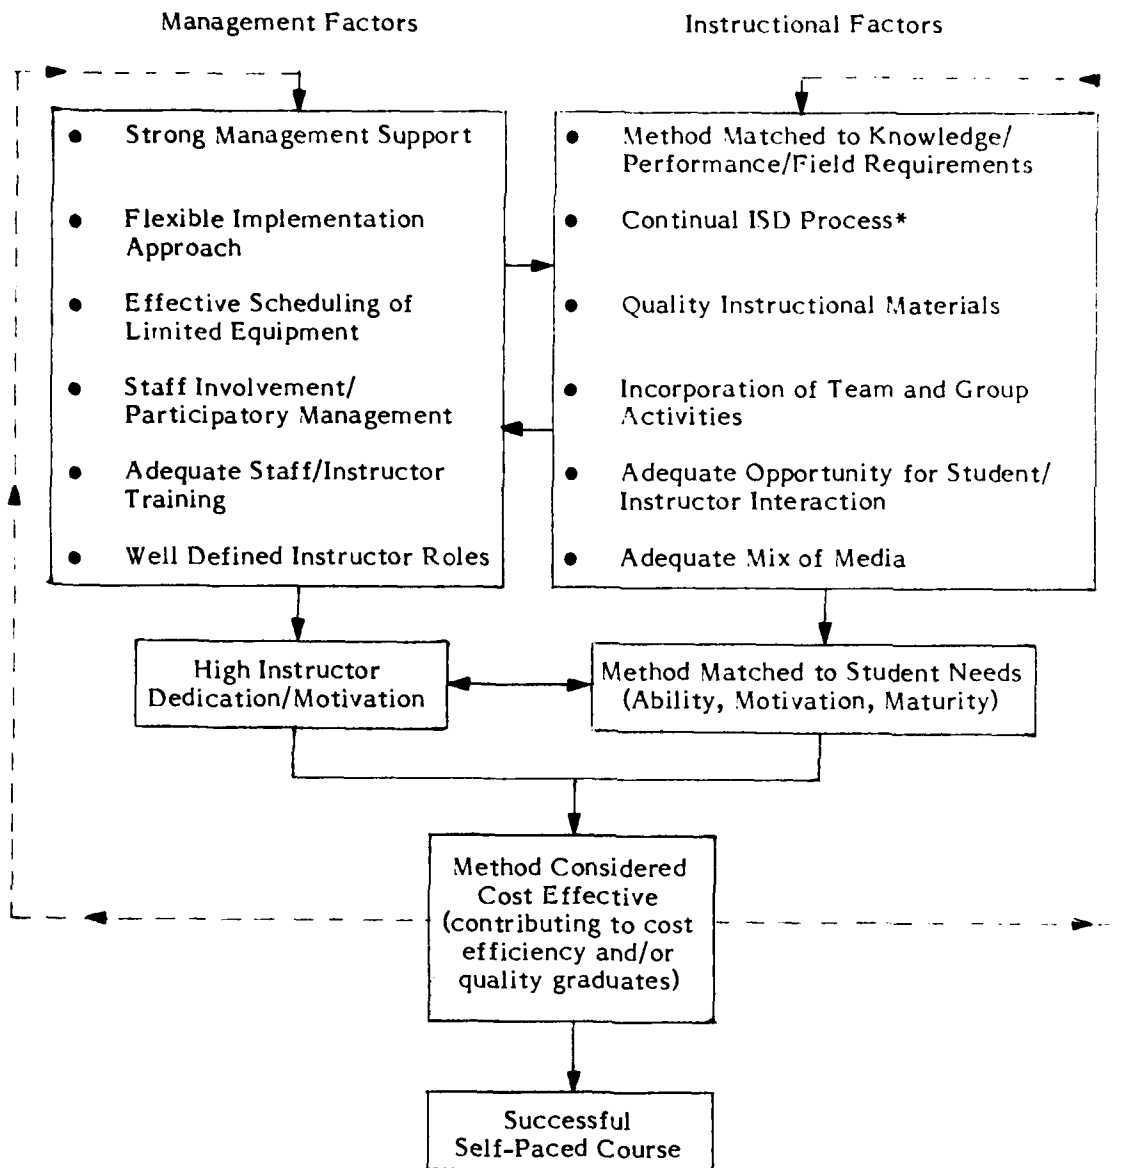 Management Factors
Instructional Factors
• Strong Management Support
• Flexible Implementation
Approach
• Effective Scheduling of
Limited Equipment
• Staff Involvement/
Participatory Management
• Adequate Staff/Instructor
Training
• Well Defined Instructor Roles
• Method Matched to Knowledge/
Performance/Field Requirements
• Continual ISD Process*
• Quality Instructional Materials
• Incorporation of Team and Group
Activities
• Adequate Opportunity for Student/
Instructor Interaction
• Adequate Mix of Media
High Instructor
Dedication/Motivation
Method Matched to Student Needs
(Ability, Motivation, Maturity)
Method Considered
Cost Effective
(contributing to cost
efficiency and/or
quality graduates)
Successful
Self-Paced Course